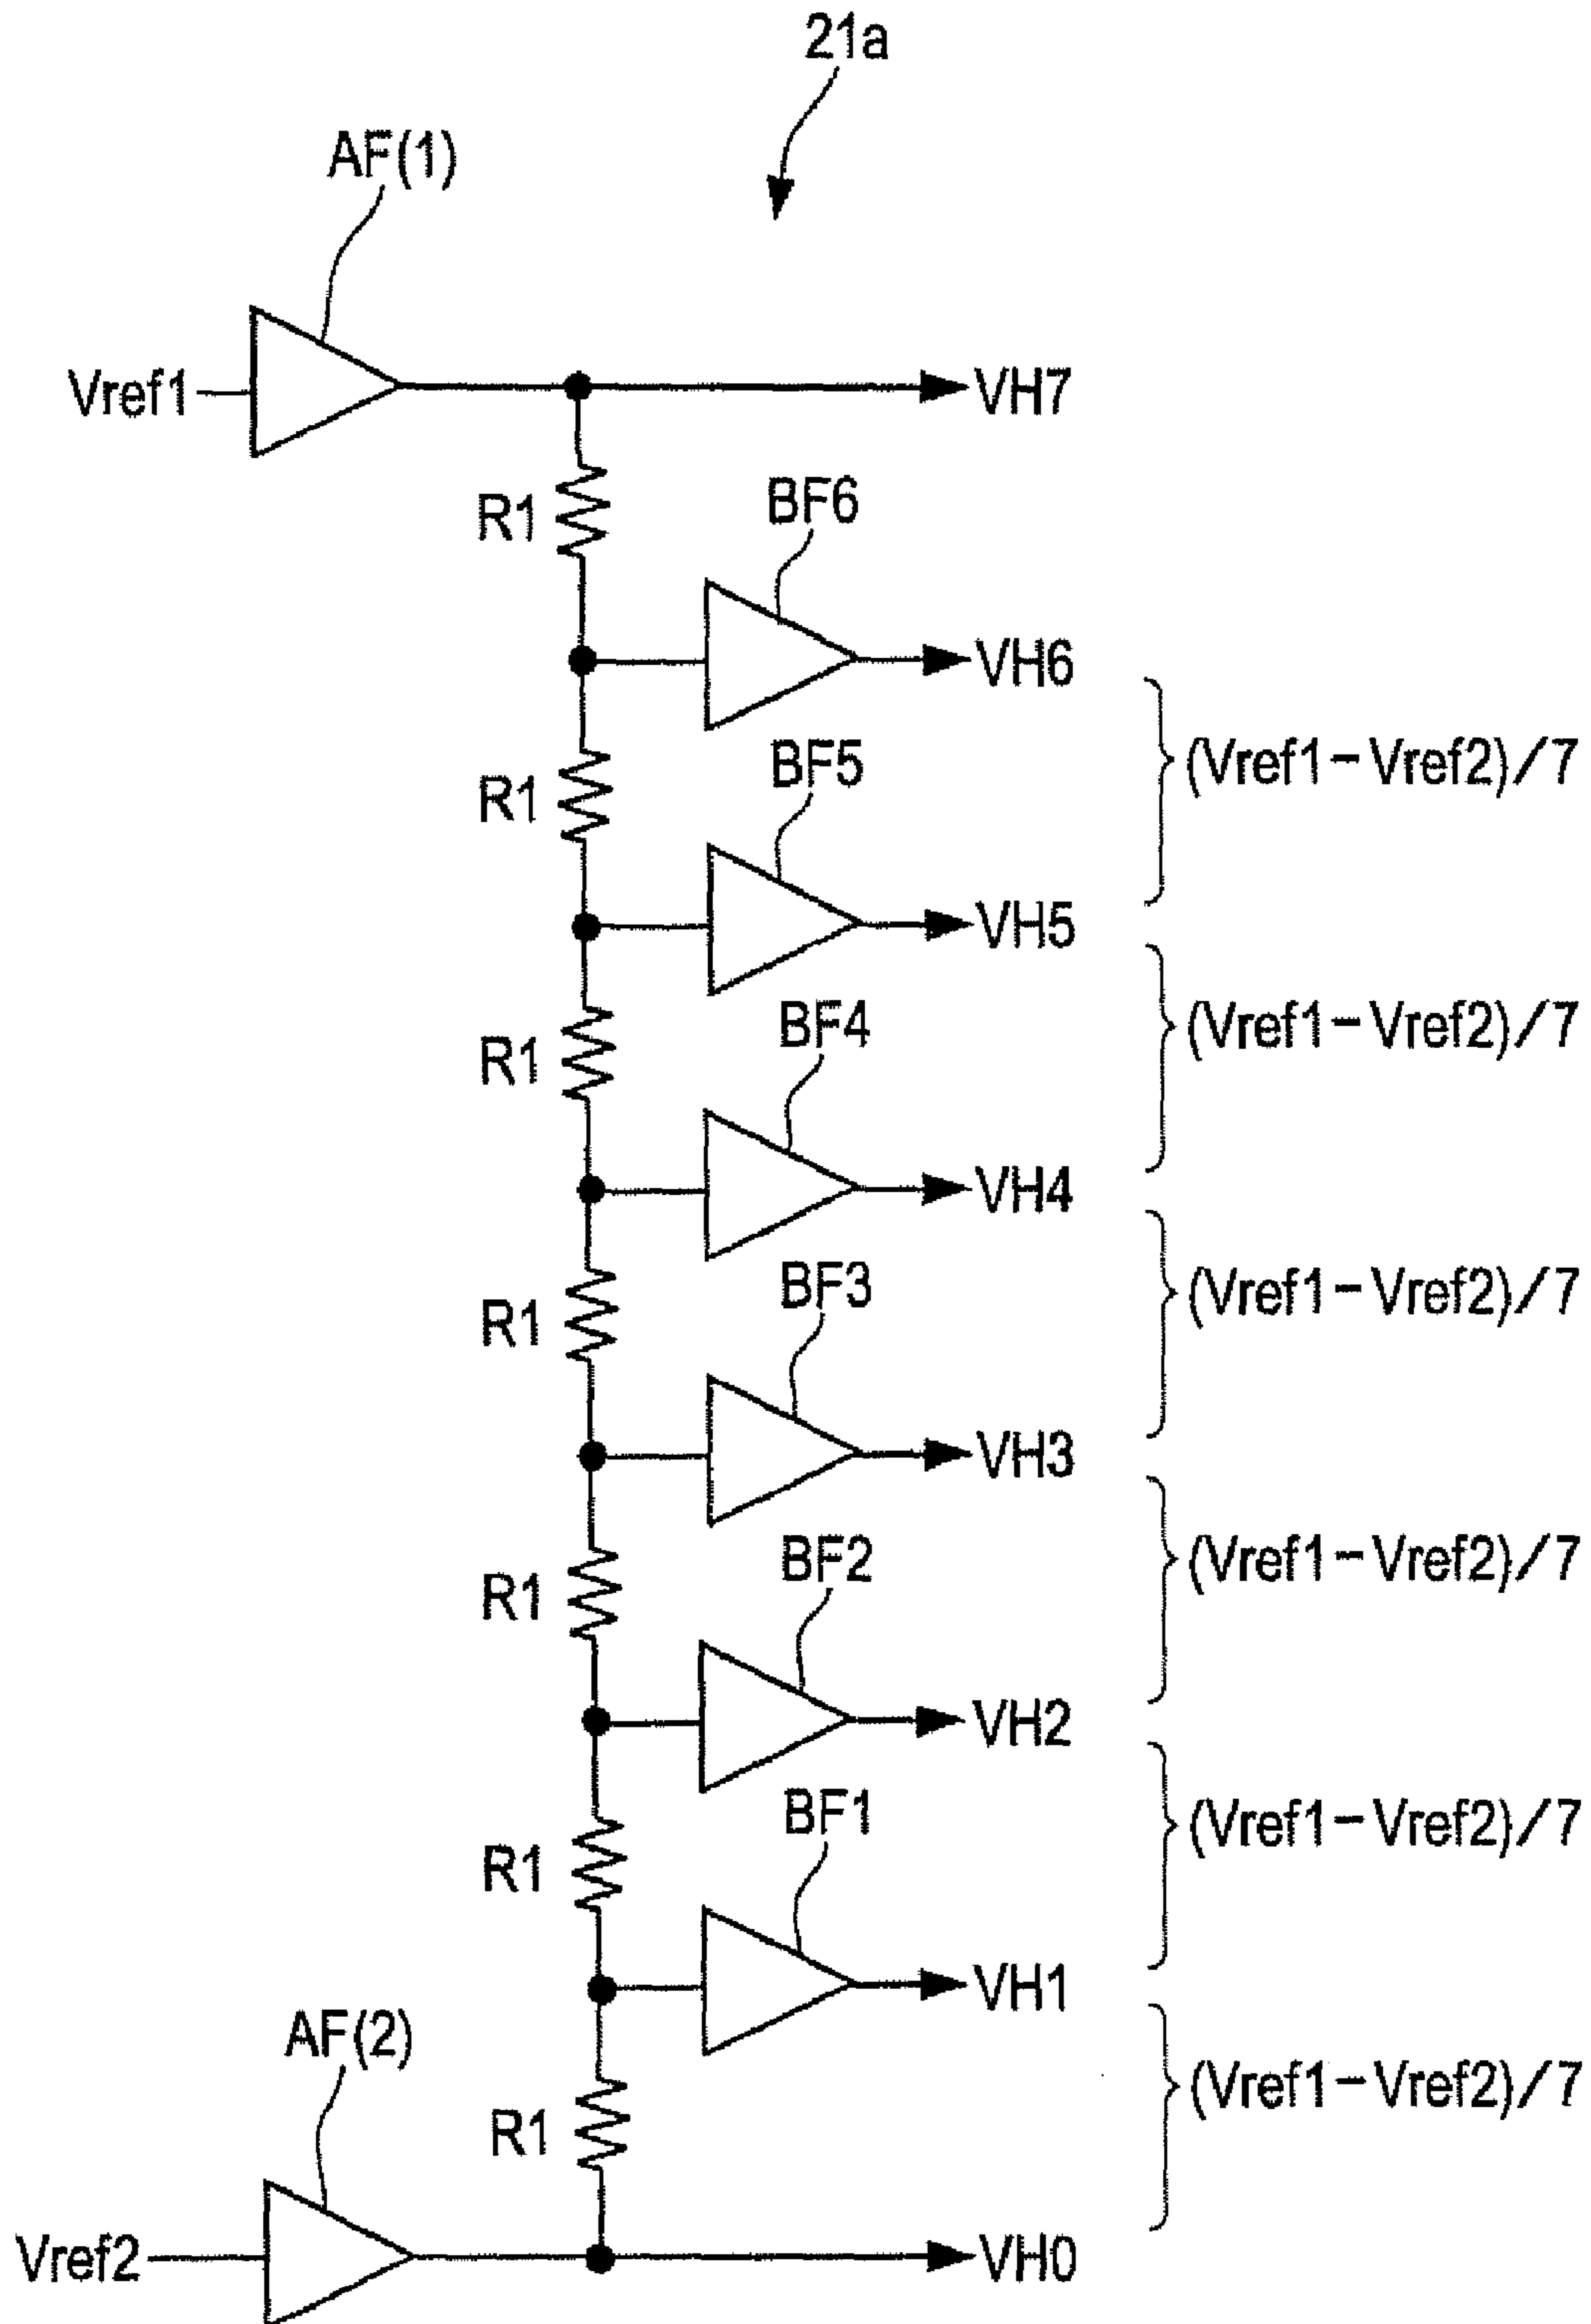 21a
AF(1)
Vref1
VH7
R1
BF6
VH6
(Vref1-Vref2)/7
R1
BF5
VH5
(Vref1-Vref2)/7
R1
BF4
VH4
(Vref1-Vref2)/7
R1
BF3
VH3
(Vref1-Vref2)/7
R1
BF2
VH2
(Vref1-Vref2)/7
R1
BF1
VH1
(Vref1-Vref2)/7
AF(2)
R1
Vref2
VH0